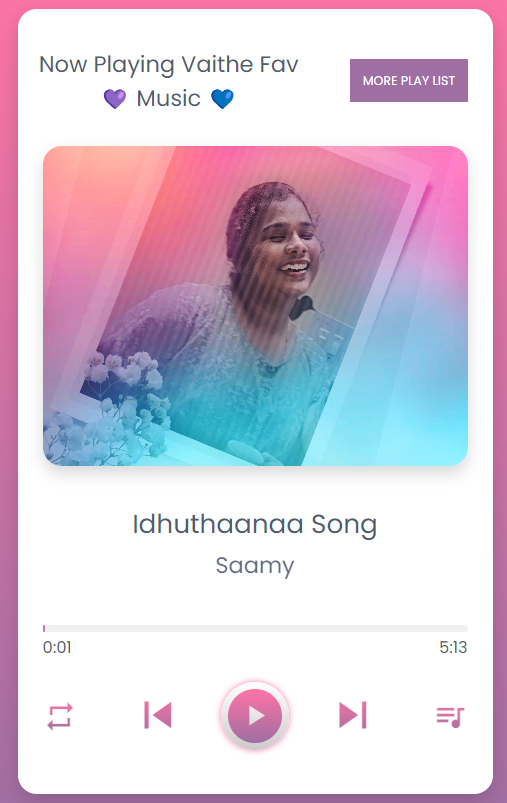 Now Playing Vaithe Fav
💜 Music 💙
MORE PLAY LIST
Idhuthaanaa Song
Saamy
0:01
5:13